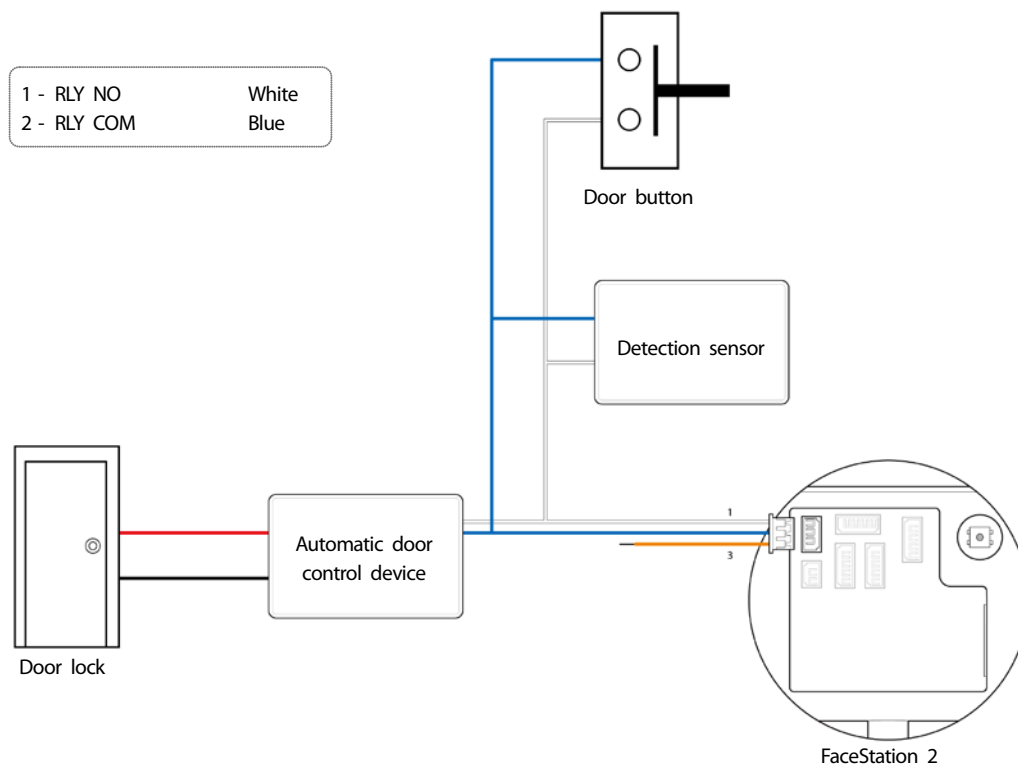 1 - RLY NO White
2 - RLY COM Blue
Door button
Detection sensor
1
Automatic door
control device
3
Door lock
FaceStation 2